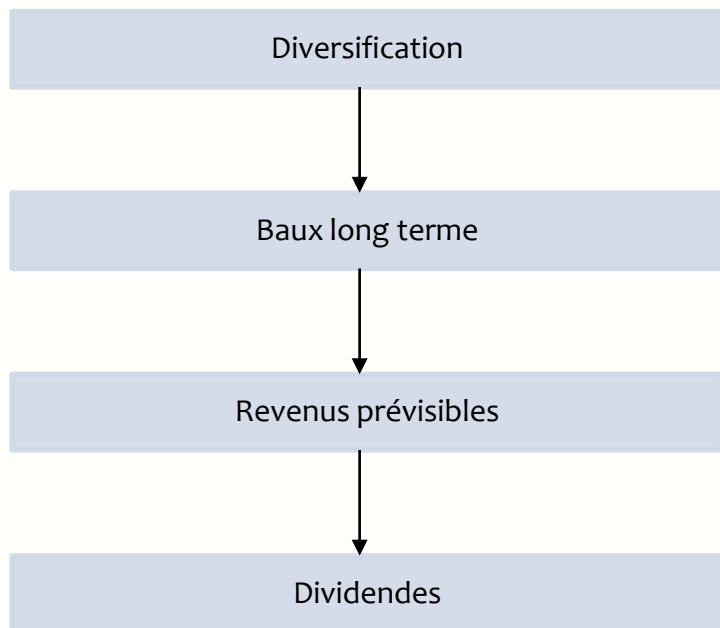 Diversification
Baux long terme
Revenus prévisibles
Dividendes